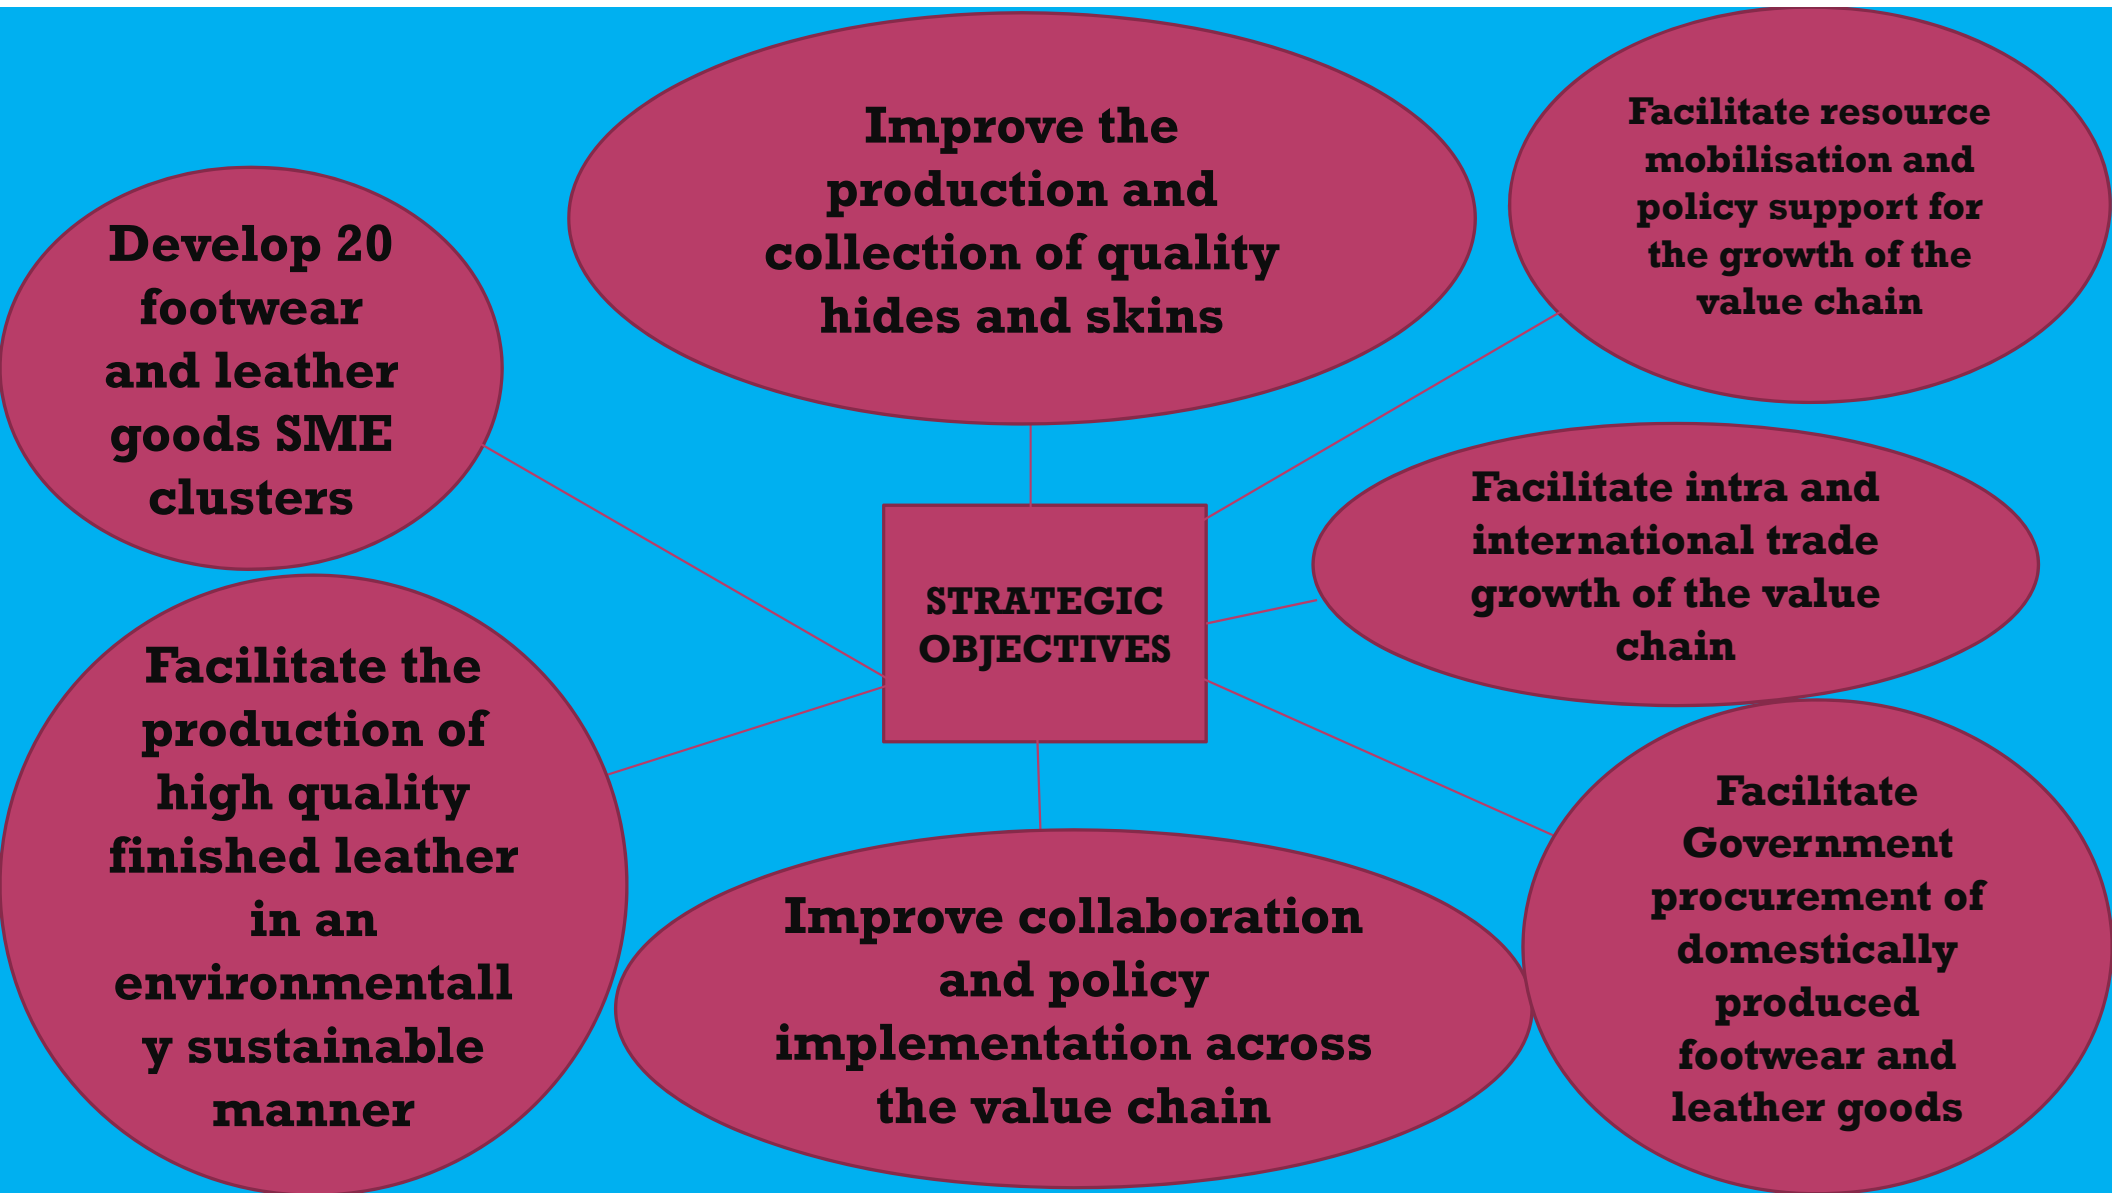 Improve the
production and
collection of quality
hides and skins
Facilitate resource
mobilisation and
policy support for
the growth of the
value chain
Develop 20
footwear
and leather
goods SME
clusters
Facilitate intra and
international trade
growth of the value
chain
STRATEGIC
OBJECTIVES
Facilitate the
production of
high quality
finished leather
in an
environmentall
y sustainable
manner
Improve collaboration
and policy
implementation across
the value chain
Facilitate
Government
procurement of
domestically
produced
footwear and
leather goods